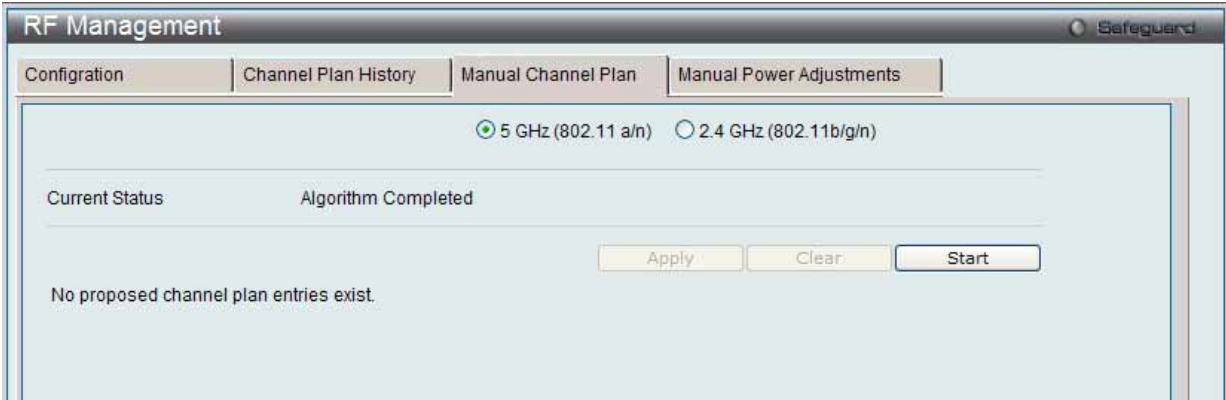 RF Management
Safeguard
Configration
Channel Plan History
Manual Channel Plan
Manual Power Adjustments
5 GHz (802.11 a/n)
2.4 GHz (802.11b/g/n)
Current Status
Algorithm Completed
Apply
Clear
Start
No proposed channel plan entries exist.